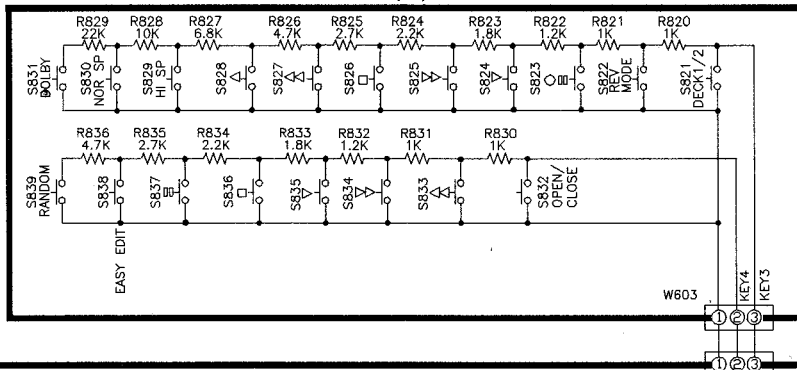 R829 R828 R827 R826 R825 R824 R823 R822 R821 R820
22K 10K 6.8K 4.7K 2.7K 2.2K 1.8K 1.2K 1K 1K
S831 DOLBY
S830 NOR SP
S829 HI SP
S828
S827
S826
S825
S824
S823
S822 REV MODE
S821 DECK1/2
R836 R835 R834 R833 R832 R831 R830
4.7K 2.7K 2.2K 1.8K 1.2K 1K 1K
S839 RANDOM
S838
EASY EDIT
S837
S836
S835
S834
S833
S832 OPEN/CLOSE
W603
KEY4
KEY3
1 2 3
1 2 3